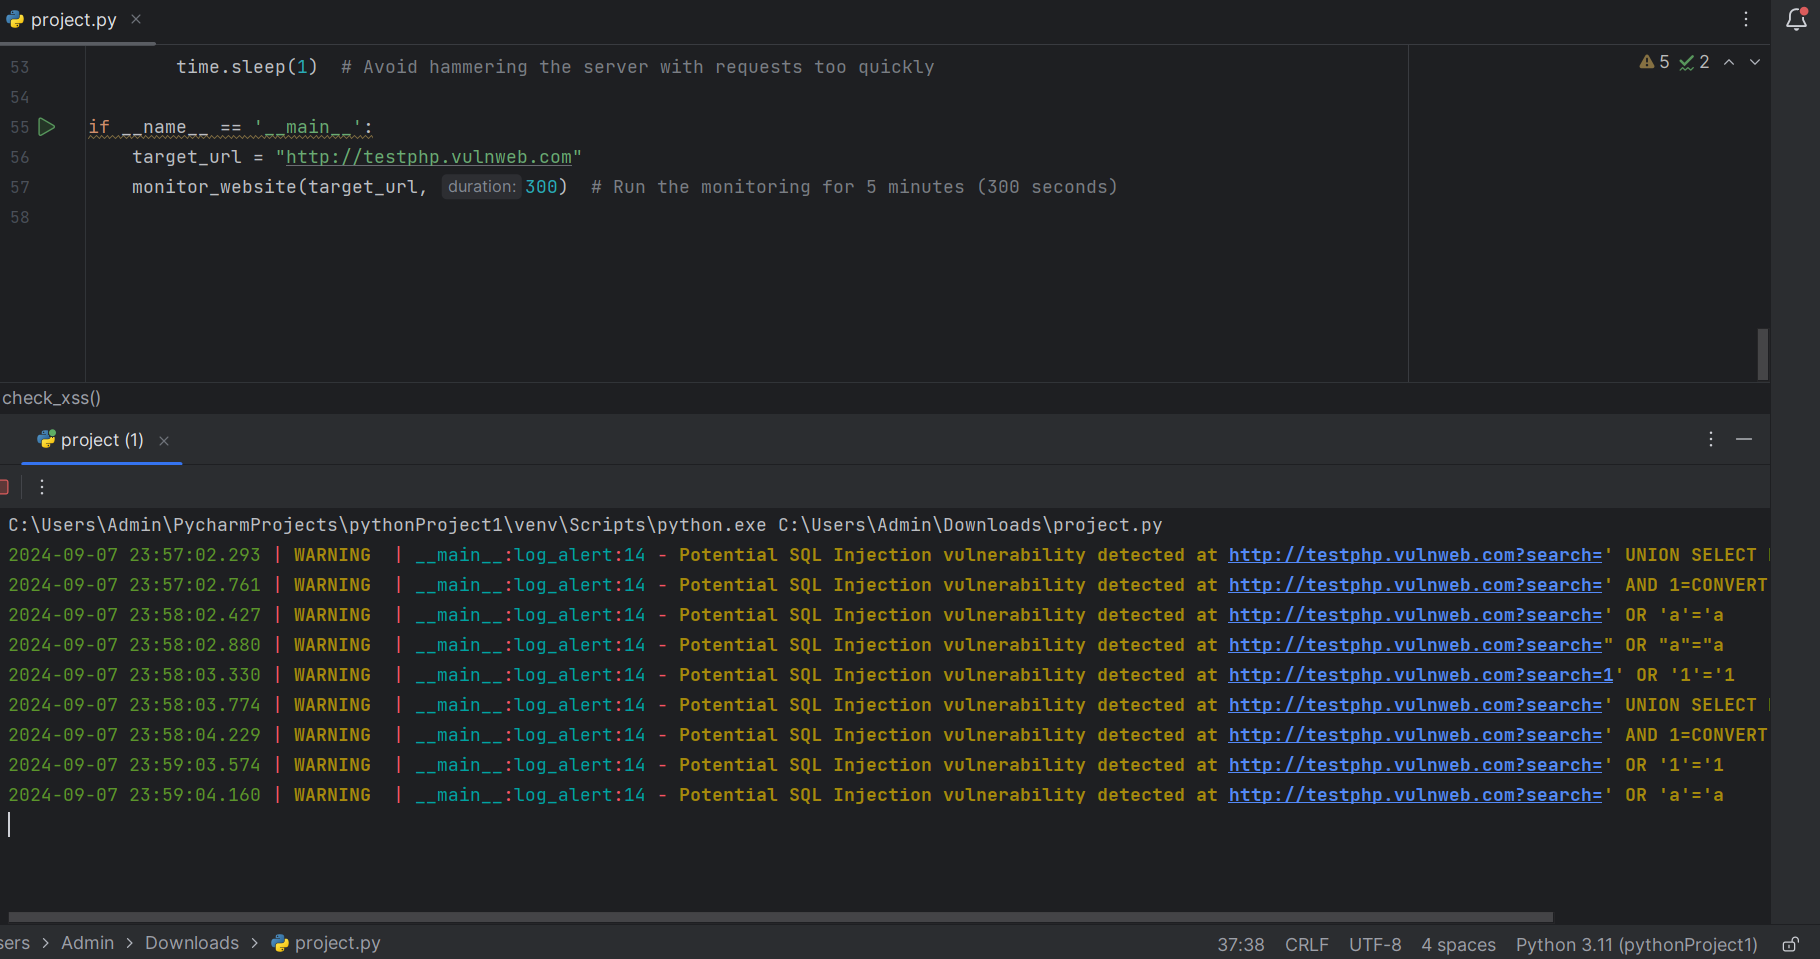 project.py
53 time.sleep(1) # Avoid hammering the server with requests too quickly
5 2
54
55 if __name__ == '__main__':
56 target_url = "http://testphp.vulnweb.com"
57 monitor_website(target_url, duration: 300) # Run the monitoring for 5 minutes (300 seconds)
58
check_xss()
project (1)
C:\Users\Admin\PycharmProjects\pythonProject1\venv\Scripts\python.exe C:\Users\Admin\Downloads\project.py
2024-09-07 23:57:02.293 | WARNING | __main__:log_alert:14 - Potential SQL Injection vulnerability detected at http://testphp.vulnweb.com?search=' UNION SELECT
2024-09-07 23:57:02.761 | WARNING | __main__:log_alert:14 - Potential SQL Injection vulnerability detected at http://testphp.vulnweb.com?search=' AND 1=CONVERT
2024-09-07 23:58:02.427 | WARNING | __main__:log_alert:14 - Potential SQL Injection vulnerability detected at http://testphp.vulnweb.com?search=' OR 'a'='a
2024-09-07 23:58:02.880 | WARNING | __main__:log_alert:14 - Potential SQL Injection vulnerability detected at http://testphp.vulnweb.com?search=" OR "a"="a
2024-09-07 23:58:03.330 | WARNING | __main__:log_alert:14 - Potential SQL Injection vulnerability detected at http://testphp.vulnweb.com?search=1' OR '1'='1
2024-09-07 23:58:03.774 | WARNING | __main__:log_alert:14 - Potential SQL Injection vulnerability detected at http://testphp.vulnweb.com?search=' UNION SELECT
2024-09-07 23:58:04.229 | WARNING | __main__:log_alert:14 - Potential SQL Injection vulnerability detected at http://testphp.vulnweb.com?search=' AND 1=CONVERT
2024-09-07 23:59:03.574 | WARNING | __main__:log_alert:14 - Potential SQL Injection vulnerability detected at http://testphp.vulnweb.com?search=' OR '1'='1
2024-09-07 23:59:04.160 | WARNING | __main__:log_alert:14 - Potential SQL Injection vulnerability detected at http://testphp.vulnweb.com?search=' OR 'a'='a
sers > Admin > Downloads > project.py
37:38 CRLF UTF-8 4 spaces Python 3.11 (pythonProject1)